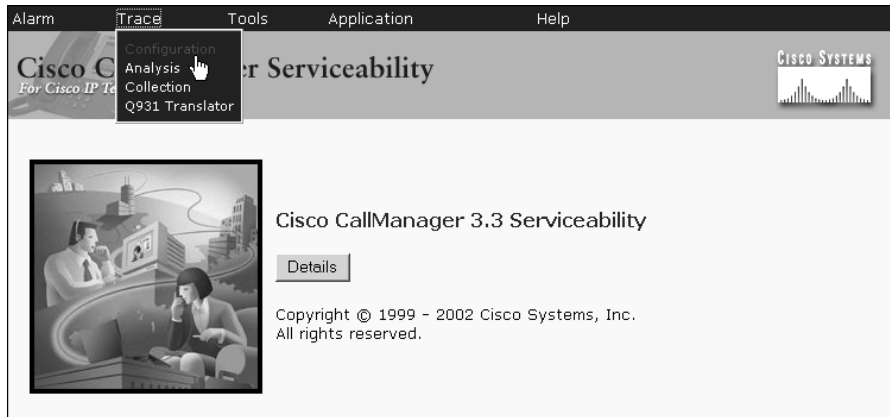 Alarm Trace Tools Application Help
Configuration
Analysis
Collection
Q931 Translator
Cisco C er Serviceability
For Cisco IP Te
CISCO SYSTEMS
Cisco CallManager 3.3 Serviceability
Details
Copyright © 1999 - 2002 Cisco Systems, Inc.
All rights reserved.